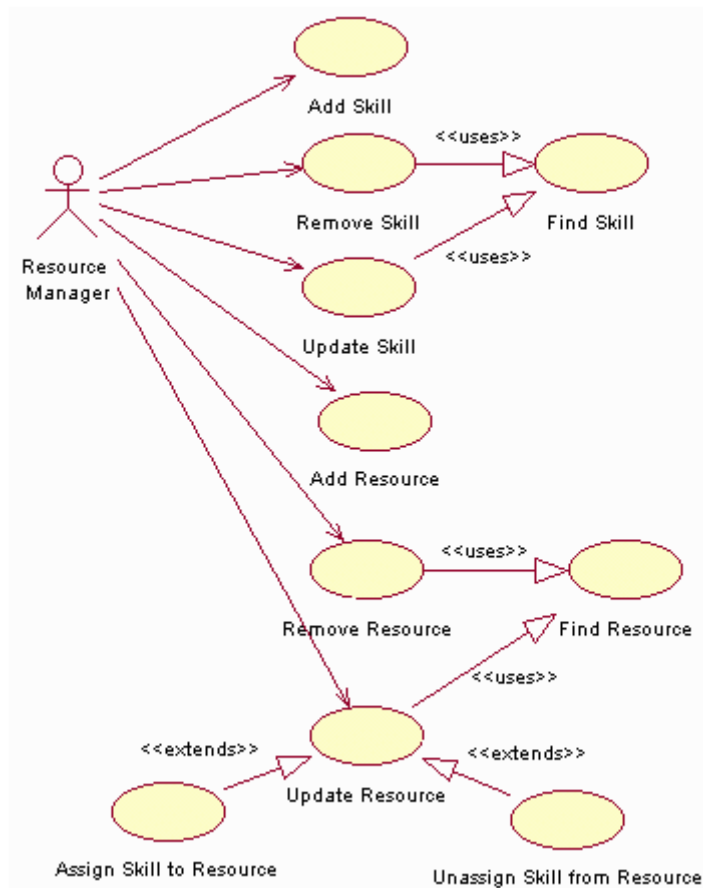 Add Skill
<<uses>>
Remove Skill
Find Skill
<<uses>>
Resource
Manager
Update Skill
Add Resource
<<uses>>
Remove Resource
Find Resource
<<uses>>
<<extends>>
<<extends>>
Update Resource
Assign Skill to Resource
Unassign Skill from Resource